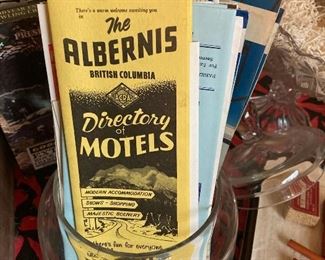 There's a warm welcome awaiting you
in
The
ALBERNIS
BRITISH COLUMBIA
Directory
of
MOTELS
MODERN ACCOMMODATION
SHOWS - SHOPPING
MAJESTIC SCENERY
there's fun for everyone